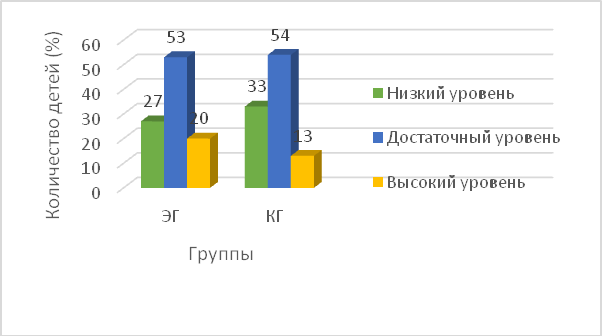 Количество детей (%)
60
50
40
30
20
10
0
27
53
20
33
54
13
ЭГ
КГ
Группы
Низкий уровень
Достаточный уровень
Высокий уровень